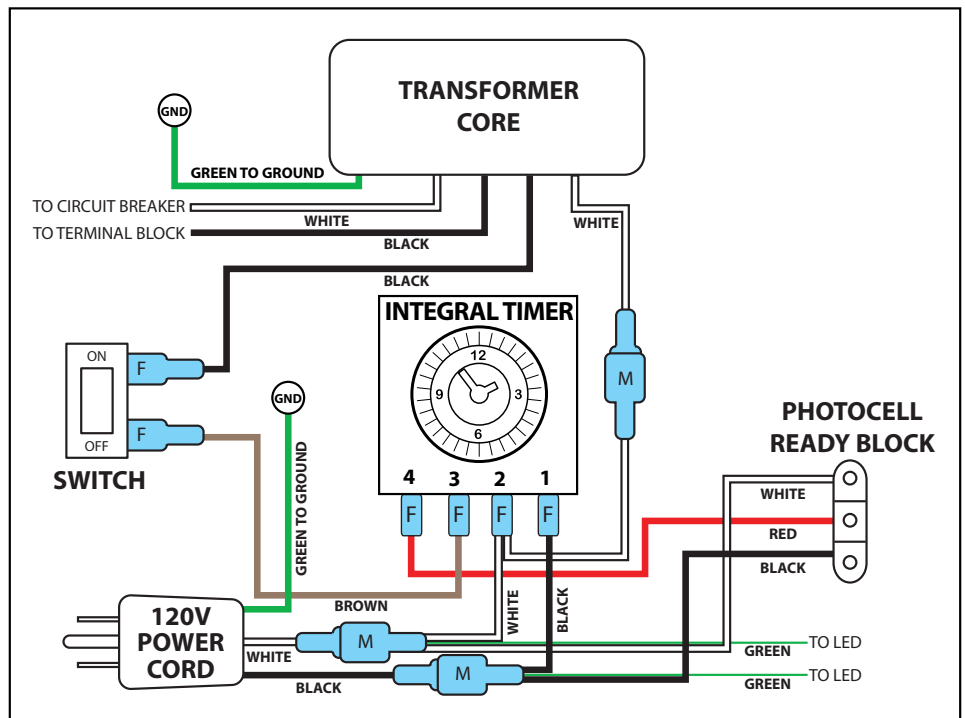 TRANSFORMER
CORE
GND
GREEN TO GROUND
TO CIRCUIT BREAKER
WHITE
WHITE
TO TERMINAL BLOCK
BLACK
BLACK
INTEGRAL TIMER
12
9
3
6
ON
F
F
OFF
SWITCH
GND
GREEN TO GROUND
M
PHOTOCELL
READY BLOCK
4 3 2 1
F F F F
WHITE
RED
BLACK
BROWN
WHITE
BLACK
120V
POWER
CORD
WHITE
M
GREEN
TO LED
BLACK
M
GREEN
TO LED